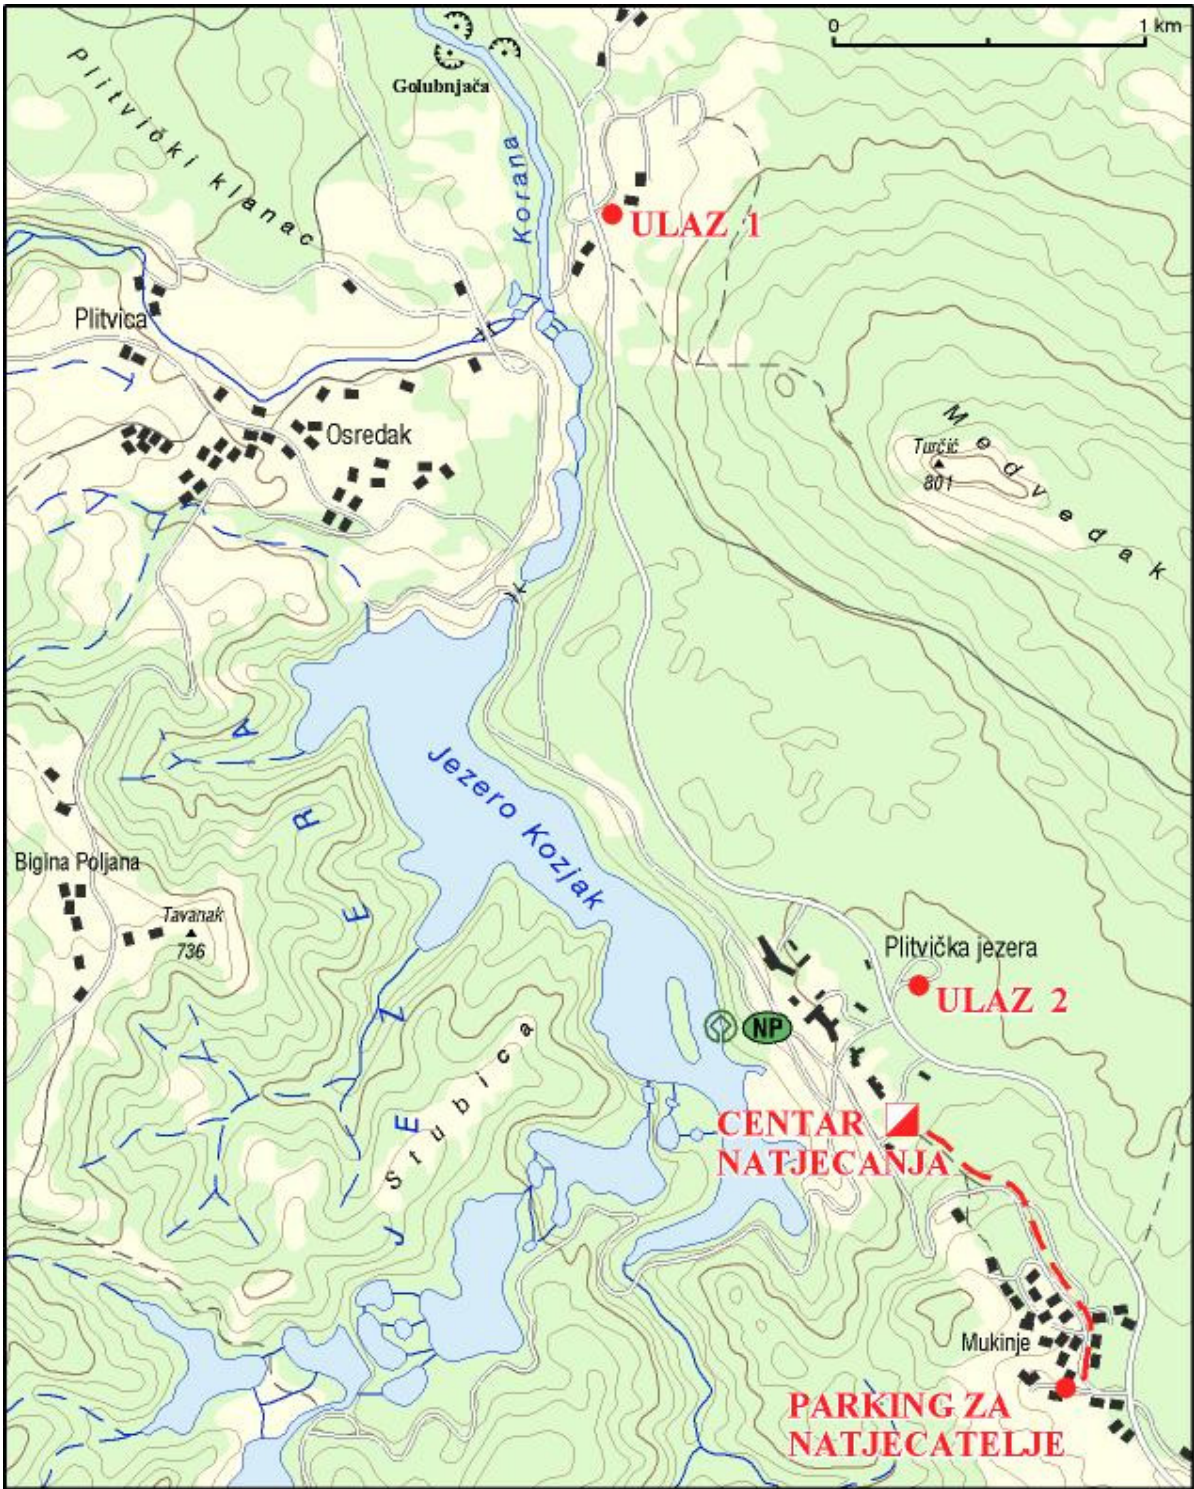 0 1 km
Golubnjača
Plitvički klanac
Korana
ULAZ 1
Plitvica
Osredak
Medvedak
Turčić
801
Jezero Kozjak
JEZERA
Bigina Poljana
Tavanak
736
Plitvička jezera
ULAZ 2
NP
Stubica
CENTAR
NATJECANJA
Mukinje
PARKING ZA
NATJECATELJE